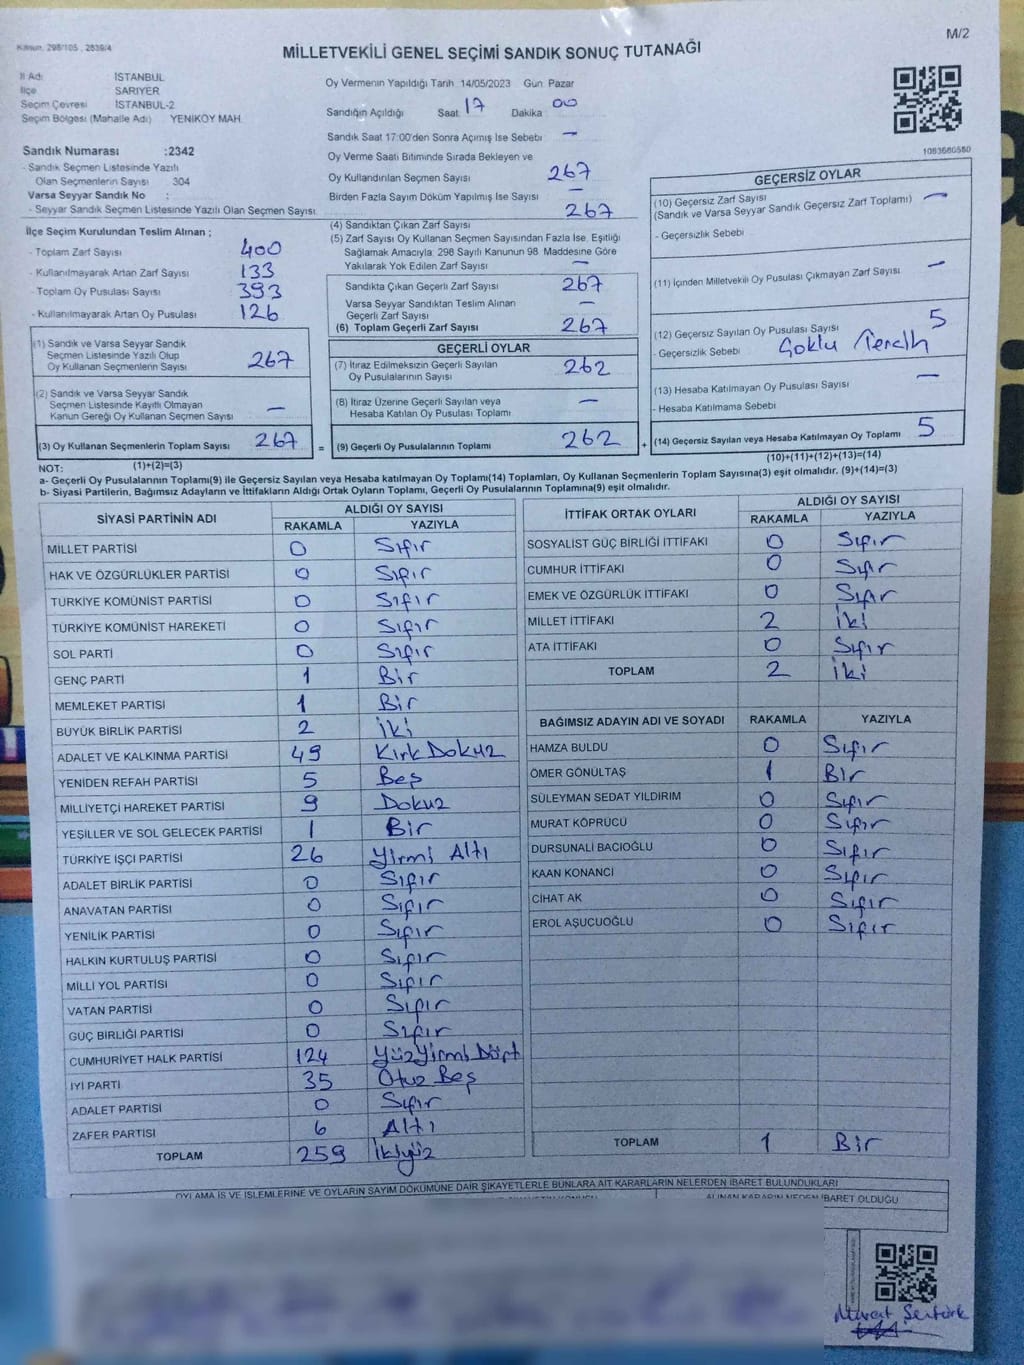 Kanun, 298/105 , 2839/4
M/2
MİLLETVEKİLİ GENEL SEÇİMİ SANDIK SONUÇ TUTANAĞI
İl Adı İSTANBUL
İlçe SARIYER
Seçim Çevresi İSTANBUL-2
Seçim Bölgesi (Mahalle Adı) YENİKÖY MAH.
Sandık Numarası :2342
- Sandık Seçmen Listesinde Yazılı
Olan Seçmenlerin Sayısı 304
Varsa Seyyar Sandık No :
- Seyyar Sandık Seçmen Listesinde Yazılı Olan Seçmen Sayısı
Oy Vermenin Yapıldığı Tarih 14/05/2023 Gün: Pazar
Sandığın Açıldığı Saat 17 Dakika 00
Sandık Saat 17:00'den Sonra Açımış İse Sebebi —
Oy Verme Saati Bitiminde Sırada Bekleyen ve
Oy Kullandırılan Seçmen Sayısı 267
Birden Fazla Sayım Döküm Yapılmış İse Sayısı —
1083680580
İlçe Seçim Kurulundan Teslim Alınan ;
- Toplam Zarf Sayısı 400
- Kullanılmayarak Artan Zarf Sayısı 133
- Toplam Oy Pusulası Sayısı 393
- Kullanılmayarak Artan Oy Pusulası 126
(4) Sandıktan Çıkan Zarf Sayısı 267
(5) Zarf Sayısı Oy Kullanan Seçmen Sayısından Fazla İse, Eşitliği
Sağlamak Amacıyla 298 Sayılı Kanunun 98. Maddesine Göre
Yakılarak Yok Edilen Zarf Sayısı —
Sandıkta Çıkan Geçerli Zarf Sayısı 267
Varsa Seyyar Sandıktan Teslim Alınan
Geçerli Zarf Sayısı —
(6) Toplam Geçerli Zarf Sayısı 267
GEÇERSİZ OYLAR
(10) Geçersiz Zarf Sayısı —
(Sandık ve Varsa Seyyar Sandık Geçersiz Zarf Toplamı)
- Geçersizlik Sebebi
(11) İçinden Milletvekili Oy Pusulası Çıkmayan Zarf Sayısı —
(12) Geçersiz Sayılan Oy Pusulası Sayısı 5
- Geçersizlik Sebebi Çoklu Tercih
(13) Hesaba Katılmayan Oy Pusulası Sayısı —
- Hesaba Katılmama Sebebi
(14) Geçersiz Sayılan veya Hesaba Katılmayan Oy Toplamı 5
(10)+(11)+(12)+(13)=(14)
(1) Sandık ve Varsa Seyyar Sandık
Seçmen Listesinde Yazılı Olup
Oy Kullanan Seçmenlerin Sayısı 267
(2) Sandık ve Varsa Seyyar Sandık
Seçmen Listesinde Kayıtlı Olmayan
Kanun Gereği Oy Kullanan Seçmen Sayısı —
(3) Oy Kullanan Seçmenlerin Toplam Sayısı 267
=
GEÇERLİ OYLAR
(7) İtiraz Edilmeksizin Geçerli Sayılan
Oy Pusulalarının Sayısı 262
(8) İtiraz Üzerine Geçerli Sayılan veya
Hesaba Katılan Oy Pusulası Toplamı —
(9) Geçerli Oy Pusulalarının Toplamı 262
+
NOT: (1)+(2)=(3)
a- Geçerli Oy Pusulalarının Toplamı(9) ile Geçersiz Sayılan veya Hesaba katılmayan Oy Toplamı(14) Toplamları, Oy Kullanan Seçmenlerin Toplam Sayısına(3) eşit olmalıdır. (9)+(14)=(3)
b- Siyasi Partilerin, Bağımsız Adayların ve İttifakların Aldığı Ortak Oyların Toplamı, Geçerli Oy Pusulalarının Toplamına(9) eşit olmalıdır.
SİYASİ PARTİNİN ADI ALDIĞI OY SAYISI
RAKAMLA YAZIYLA
MİLLET PARTİSİ 0 Sıfır
HAK VE ÖZGÜRLÜKLER PARTİSİ 0 Sıfır
TÜRKİYE KOMÜNİST PARTİSİ 0 Sıfır
TÜRKİYE KOMÜNİST HAREKETİ 0 Sıfır
SOL PARTİ 0 Sıfır
GENÇ PARTİ 1 Bir
MEMLEKET PARTİSİ 1 Bir
BÜYÜK BİRLİK PARTİSİ 2 İki
ADALET VE KALKINMA PARTİSİ 49 Kırk Dokuz
YENİDEN REFAH PARTİSİ 5 Beş
MİLLİYETÇİ HAREKET PARTİSİ 9 Dokuz
YEŞİLLER VE SOL GELECEK PARTİSİ 1 Bir
TÜRKİYE İŞÇİ PARTİSİ 26 Yirmi Altı
ADALET BİRLİK PARTİSİ 0 Sıfır
ANAVATAN PARTİSİ 0 Sıfır
YENİLİK PARTİSİ 0 Sıfır
HALKIN KURTULUŞ PARTİSİ 0 Sıfır
MİLLİ YOL PARTİSİ 0 Sıfır
VATAN PARTİSİ 0 Sıfır
GÜÇ BİRLİĞİ PARTİSİ 0 Sıfır
CUMHURİYET HALK PARTİSİ 124 YüzYirmi Dört
İYİ PARTİ 35 Otuz Beş
ADALET PARTİSİ 0 Sıfır
ZAFER PARTİSİ 6 Altı
TOPLAM 259 İkiyüz
İTTİFAK ORTAK OYLARI ALDIĞI OY SAYISI
RAKAMLA YAZIYLA
SOSYALİST GÜÇ BİRLİĞİ İTTİFAKI 0 Sıfır
CUMHUR İTTİFAKI 0 Sıfır
EMEK VE ÖZGÜRLÜK İTTİFAKI 0 Sıfır
MİLLET İTTİFAKI 2 İki
ATA İTTİFAKI 0 Sıfır
TOPLAM 2 İki
BAĞIMSIZ ADAYIN ADI VE SOYADI RAKAMLA YAZIYLA
HAMZA BULDU 0 Sıfır
ÖMER GÖNÜLTAŞ 1 Bir
SÜLEYMAN SEDAT YILDIRIM 0 Sıfır
MURAT KÖPRÜCÜ 0 Sıfır
DURSUNALİ BACIOĞLU 0 Sıfır
KAAN KONANCI 0 Sıfır
CİHAT AK 0 Sıfır
EROL AŞUCUOĞLU 0 Sıfır
TOPLAM 1 Bir
OYLAMA İŞ VE İŞLEMLERİNE VE OYLARIN SAYIM DÖKÜMÜNE DAİR ŞİKAYETLERLE BUNLARA AİT KARARLARIN NELERDEN İBARET BULUNDUKLARI
ALINAN KARARIN NEDEN İBARET OLDUĞU
Murat Şentürk